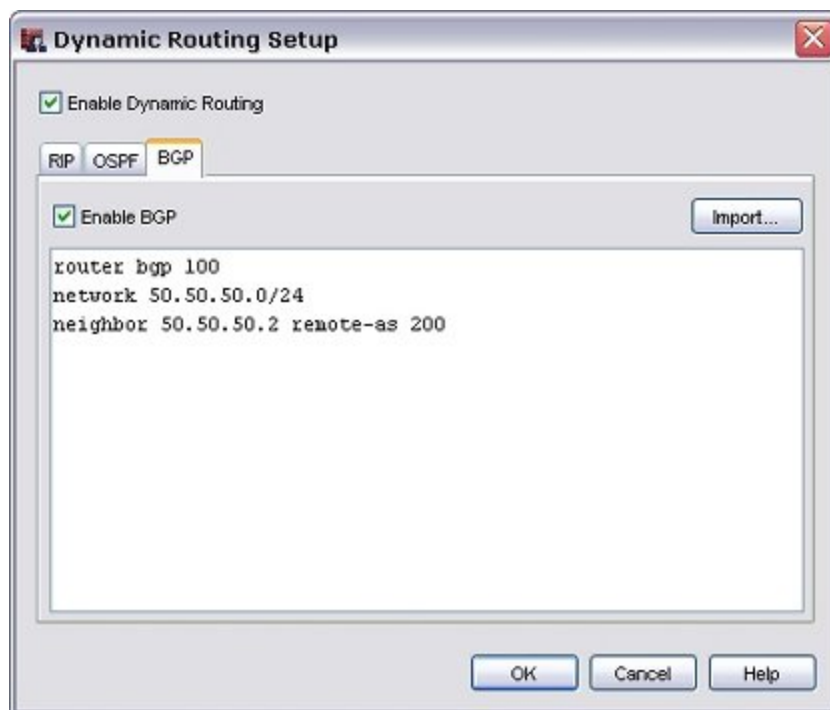 Dynamic Routing Setup
Enable Dynamic Routing
RIP OSPF BGP
Enable BGP Import...
router bgp 100
network 50.50.50.0/24
neighbor 50.50.50.2 remote-as 200
OK Cancel Help